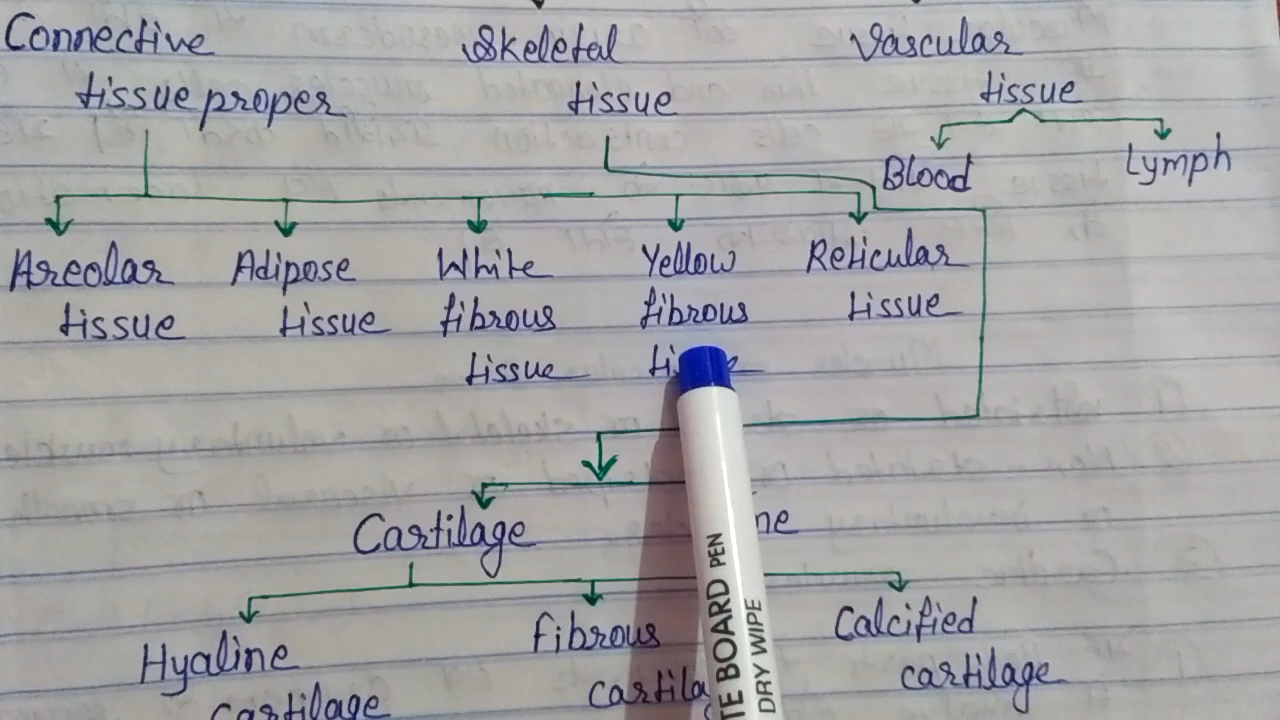 Connective
tissue proper
Skeletal
tissue
Vascular
tissue
Blood
Lymph
Areolar
tissue
Adipose
tissue
White
fibrous
tissue
Yellow
fibrous
Reticular
tissue
Cartilage
Hyaline
cartilage
fibrous
Calcified
cartilage
BOARD PEN
DRY WIPE